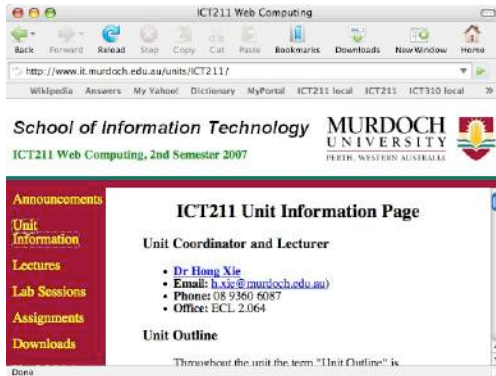 ICT211 Web Computing
Back Forward Reload Stop Copy Cut Paste Bookmarks Downloads New Window Home
http://www.it.murdoch.edu.au/units/ICT211/
Wikipedia Answers My Yahoo! Dictionary MyPortal ICT211 local ICT211 ICT310 local »
School of Information Technology
MURDOCH
UNIVERSITY
PERTH, WESTERN AUSTRALIA
ICT211 Web Computing, 2nd Semester 2007
Announcements
Unit
Information
Lectures
Lab Sessions
Assignments
Downloads
ICT211 Unit Information Page
Unit Coordinator and Lecturer
• Dr Hong Xie
• Email: h.xie@murdoch.edu.au)
• Phone: 08 9360 6087
• Office: ECL 2.064
Unit Outline
Throughout the unit the term "Unit Outline" is
Done